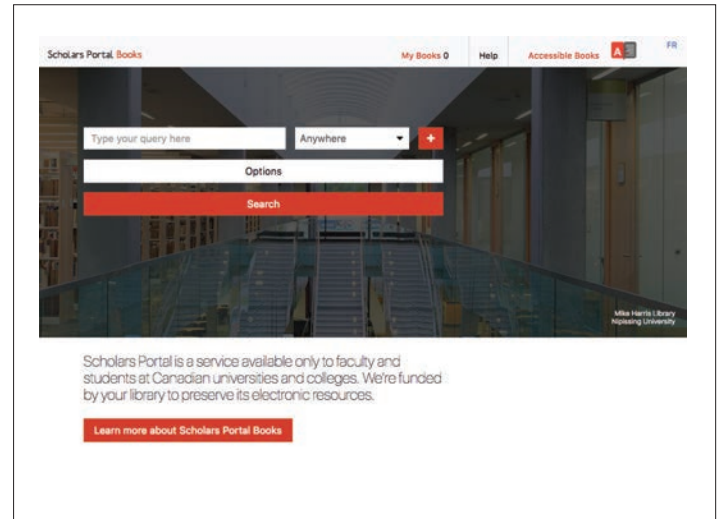 Scholars Portal Books
My Books 0
Help
Accessible Books
A
FR
Type your query here
Anywhere
+
Options
Search
Mike Harris Library
Nipissing University
Scholars Portal is a service available only to faculty and
students at Canadian universities and colleges. We're funded
by your library to preserve its electronic resources.
Learn more about Scholars Portal Books